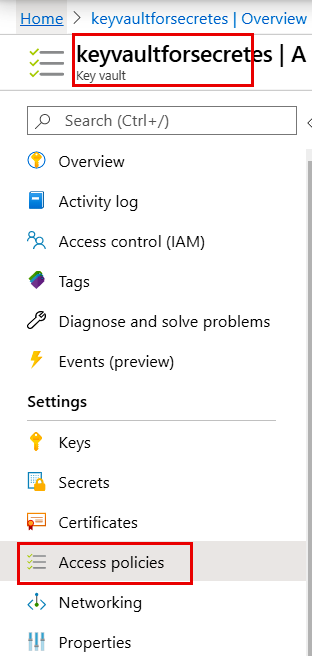 Home > keyvaultforsecretes | Overview
keyvaultforsecretes | A
Key vault
Search (Ctrl+/)
Overview
Activity log
Access control (IAM)
Tags
Diagnose and solve problems
Events (preview)
Settings
Keys
Secrets
Certificates
Access policies
Networking
Properties